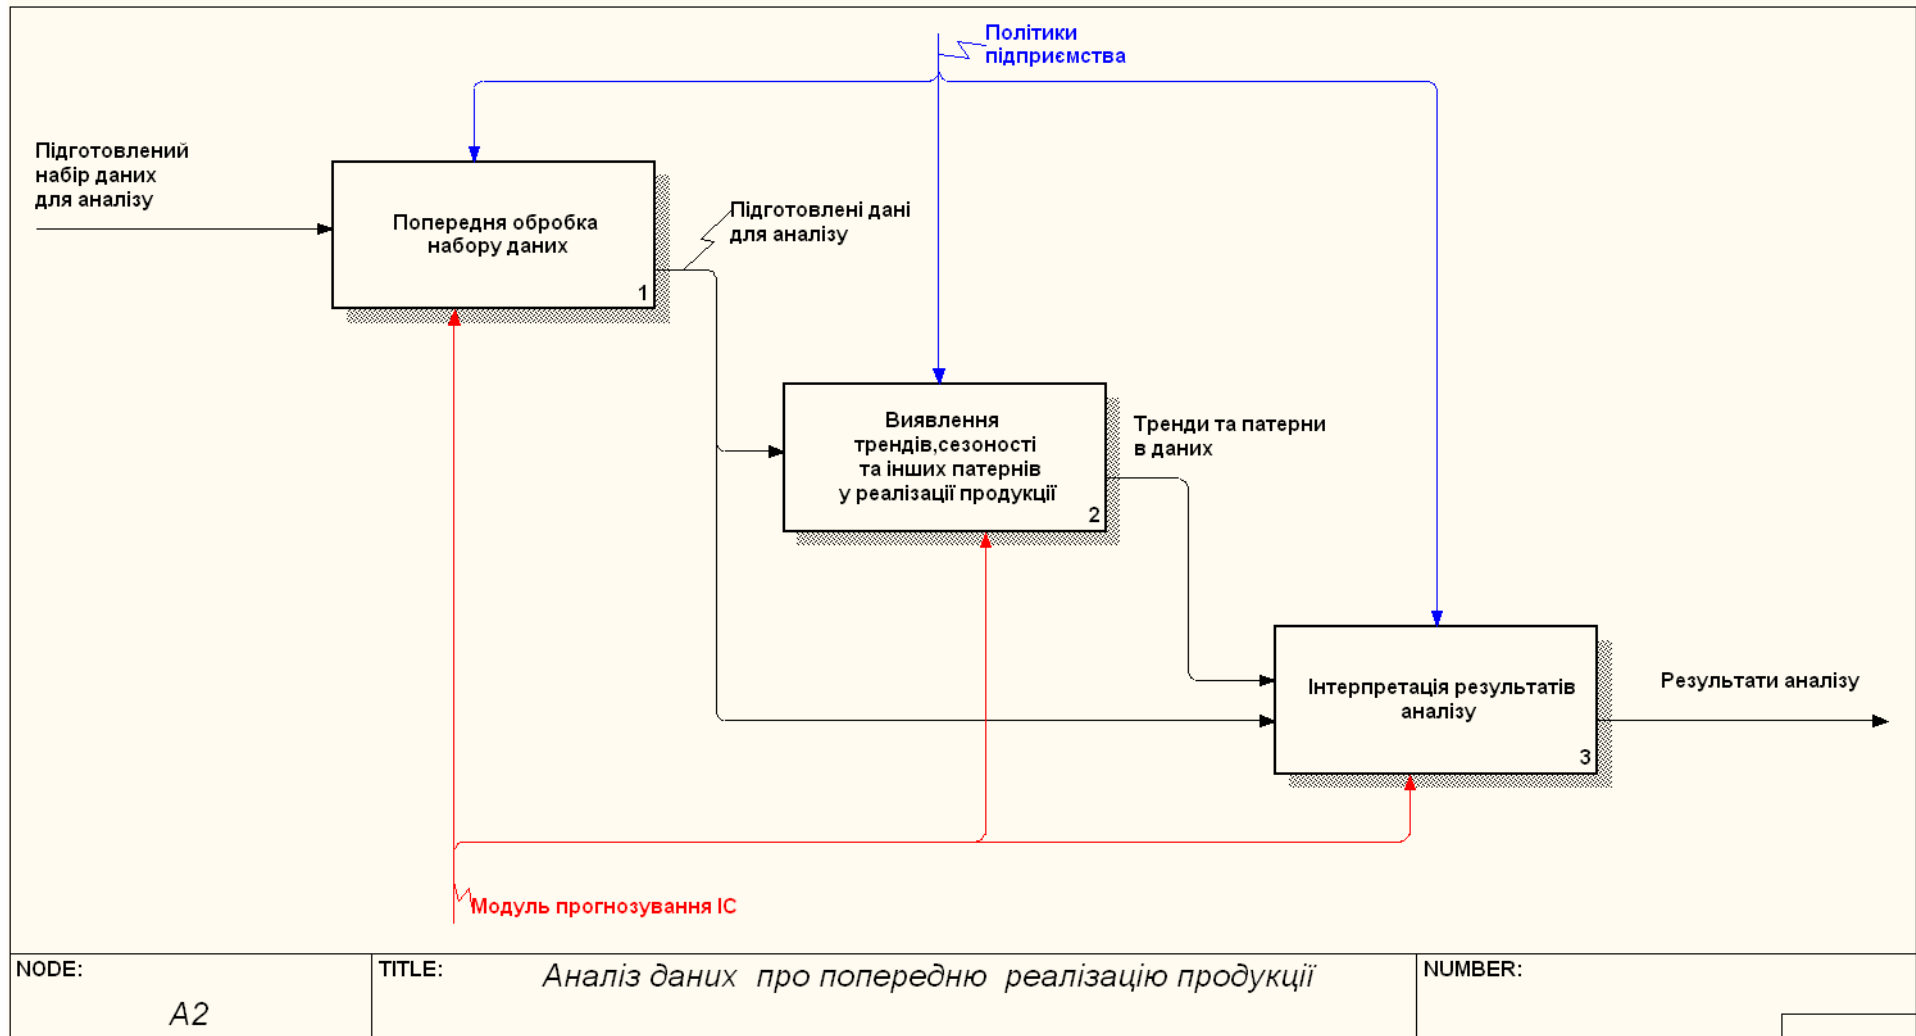 Політики
підприємства
Підготовлений
набір даних
для аналізу
Попередня обробка
набору даних
1
Підготовлені дані
для аналізу
Виявлення
трендів,сезоності
та інших патернів
у реалізації продукції
2
Тренди та патерни
в даних
Інтерпретація результатів
аналізу
3
Результати аналізу
Модуль прогнозування ІС
NODE:
A2
TITLE:
Аналіз даних про попередню реалізацію продукції
NUMBER: